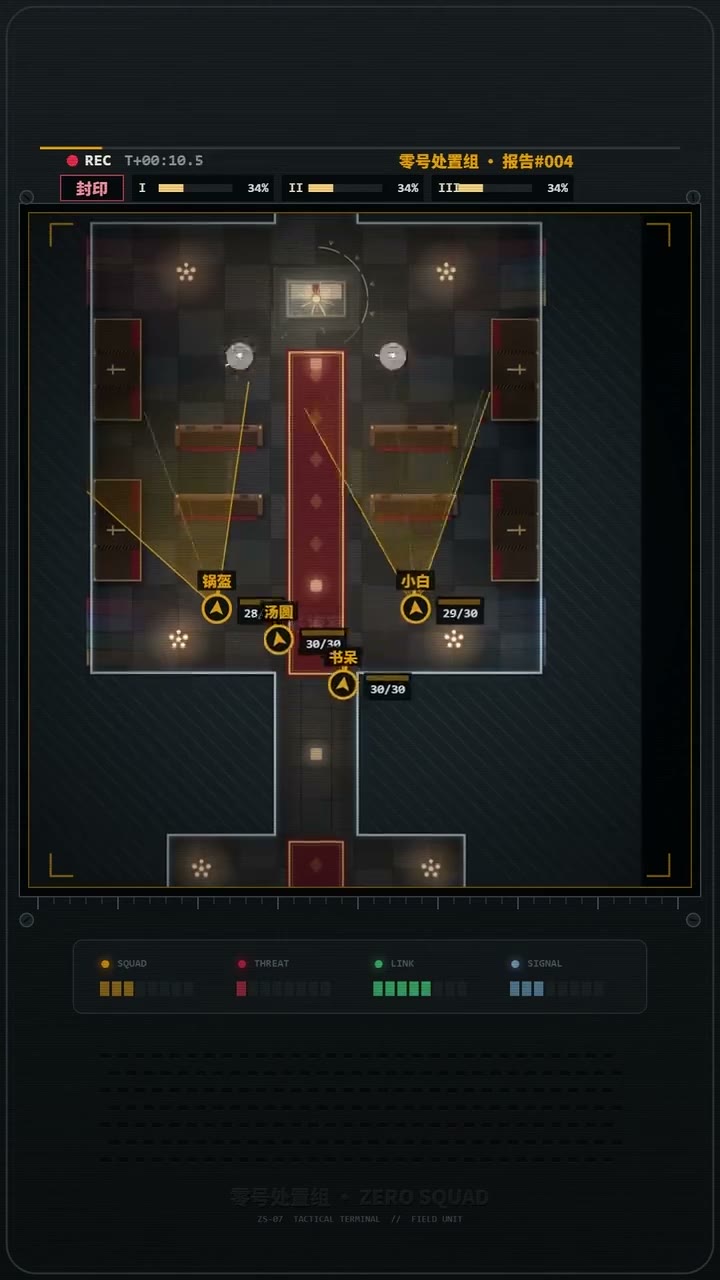 REC T+00:10.5 零号处置组 • 报告#004
封印 I 34% II 34% III 34%
锅盔
小白
28/
汤圆
29/30
30/30
书呆
30/30
SQUAD THREAT LINK SIGNAL
零号处置组 • ZERO SQUAD
ZS-07 TACTICAL TERMINAL // FIELD UNIT